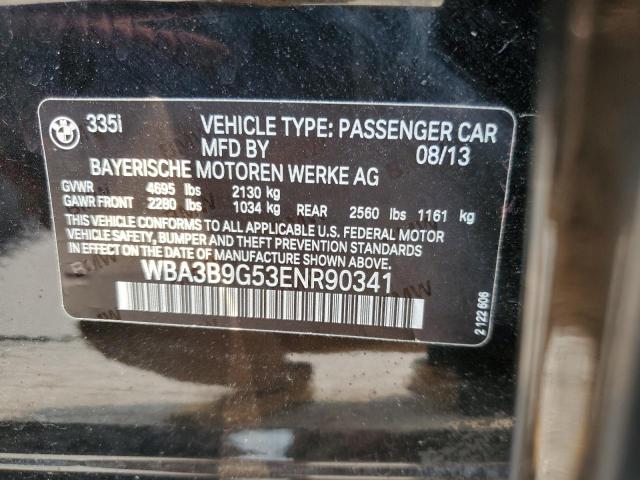 335i VEHICLE TYPE: PASSENGER CAR
MFD BY 08/13
BAYERISCHE MOTOREN WERKE AG
GVWR 4695 lbs 2130 kg
GAWR FRONT 2280 lbs 1034 kg REAR 2560 lbs 1161 kg
THIS VEHICLE CONFORMS TO ALL APPLICABLE U.S. FEDERAL MOTOR
VEHICLE SAFETY, BUMPER AND THEFT PREVENTION STANDARDS IN
EFFECT ON THE DATE OF MANUFACTURE SHOWN ABOVE.
WBA3B9G53ENR90341
2 122 606